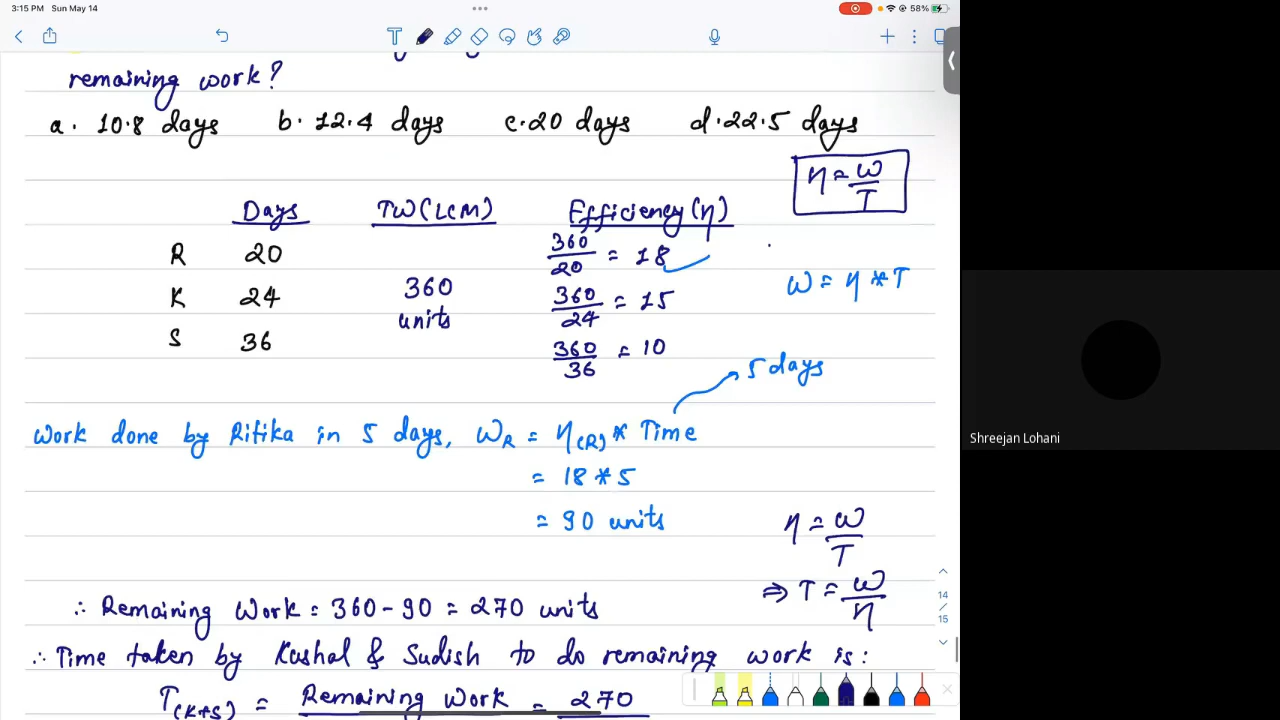 3:15 PM Sun May 14
58%
remaining work?
a. 10.8 days b. 12.4 days c. 20 days d. 22.5 days
η = W/T
Days TW(LCM) Efficiency(η)
R 20 360/20 = 18
W = η * T
K 24 360 units 360/24 = 15
S 36 360/36 = 10
5 days
Work done by Ritika in 5 days, W_R = η(R) * Time
= 18 * 5
= 90 units
η = W/T
⇒ T = W/η
∴ Remaining Work = 360 - 90 = 270 units
∴ Time taken by Kushal & Sudish to do remaining work is:
T(K+S) = Remaining Work = 270
14
/
15
Shreejan Lohani